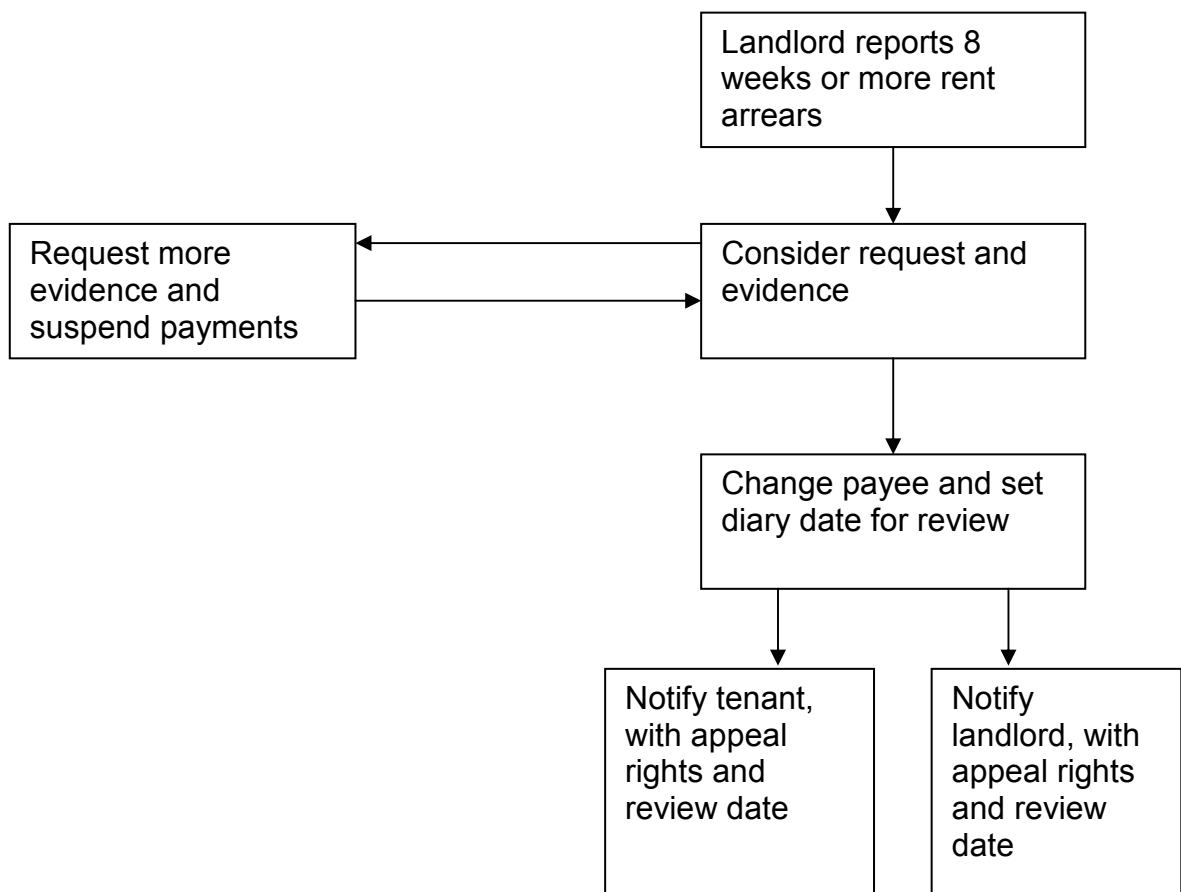 Landlord reports 8
weeks or more rent
arrears
Request more
evidence and
suspend payments
Consider request and
evidence
Change payee and set
diary date for review
Notify tenant,
with appeal
rights and
review date
Notify
landlord, with
appeal rights
and review
date